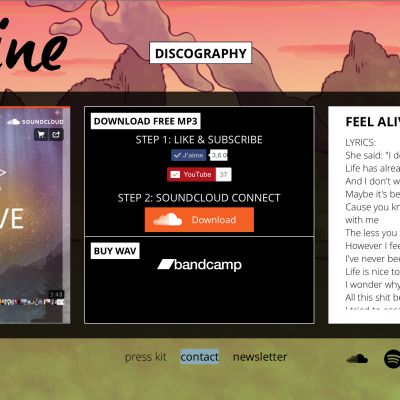 ine
DISCOGRAPHY
SOUNDCLOUD
VE
3:48
DOWNLOAD FREE MP3
STEP 1: LIKE & SUBSCRIBE
J'aime 3,6
YouTube 37
STEP 2: SOUNDCLOUD CONNECT
Download
BUY WAV
bandcamp
FEEL ALIV
LYRICS:
She said: "I d
Life has alrea
And I don't w
Maybe it's be
Cause you kn
with me
The less you
However I fee
I've never bee
Life is nice to
I wonder why
All this shit be
I tried to esca
press kit contact newsletter